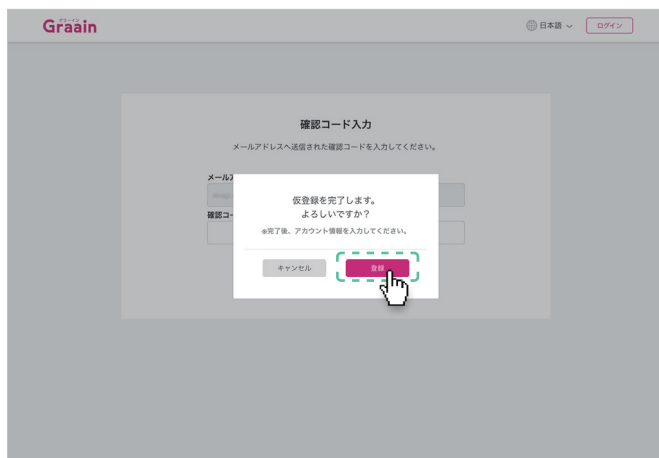 グラーイン
Graain
日本語
ログイン
確認コード入力
メールアドレスへ送信された確認コードを入力してください。
メールア
確認コー
仮登録を完了します。
よろしいですか？
※完了後、アカウント情報を入力してください。
キャンセル
登録